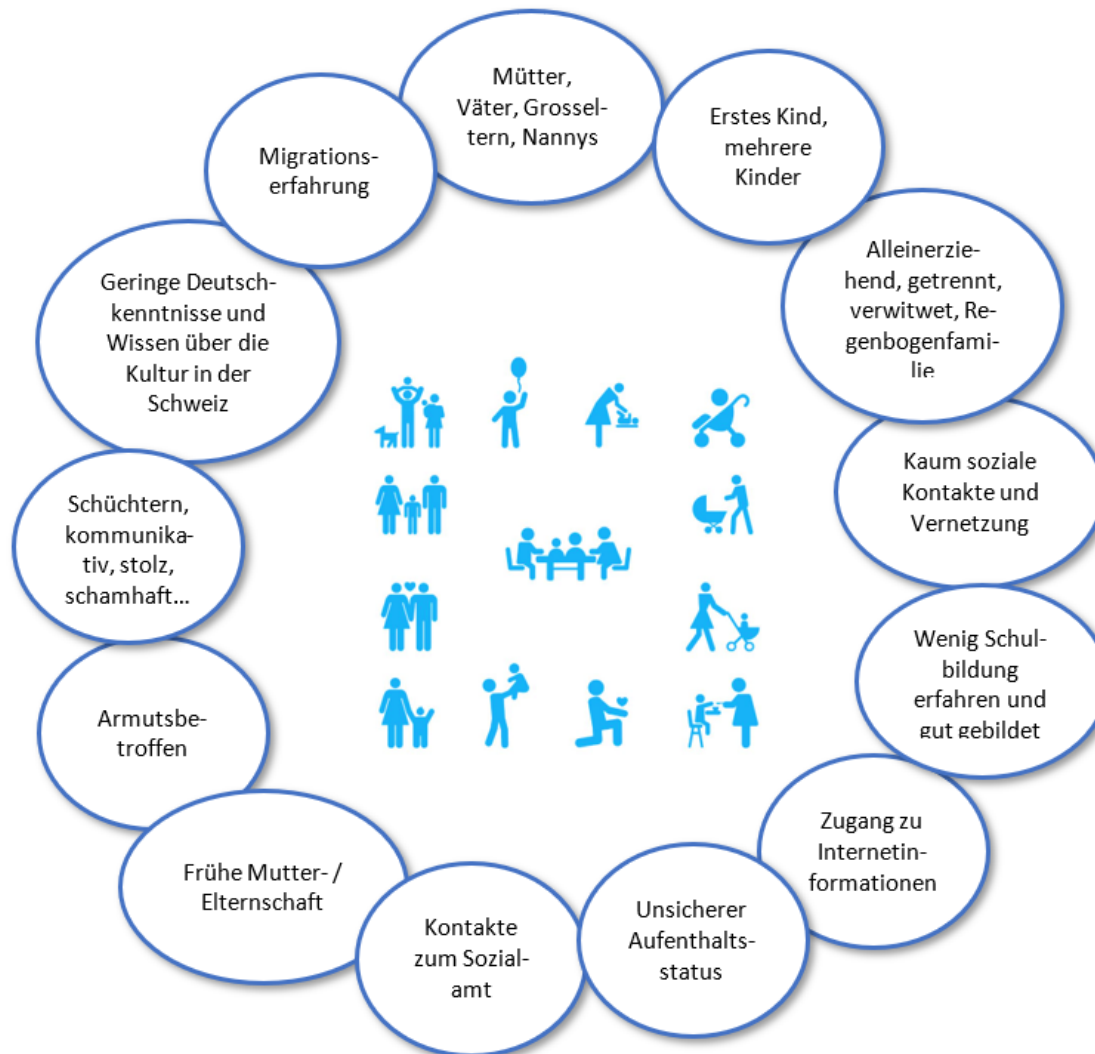 Mütter,
Väter, Grossel-
tern, Nannys
Erstes Kind,
mehrere
Kinder
Alleinerzie-
hend, getrennt,
verwitwet, Re-
genbogenfami-
lie
Kaum soziale
Kontakte und
Vernetzung
Wenig Schul-
bildung
erfahren und
gut gebildet
Zugang zu
Internetin-
formationen
Unsicherer
Aufenthalts-
status
Kontakte
zum Sozial-
amt
Frühe Mutter- /
Elternschaft
Armutsbe-
troffen
Schüchtern,
kommunika-
tiv, stolz,
schamhaft...
Geringe Deutsch-
kenntnisse und
Wissen über die
Kultur in der
Schweiz
Migrations-
erfahrung